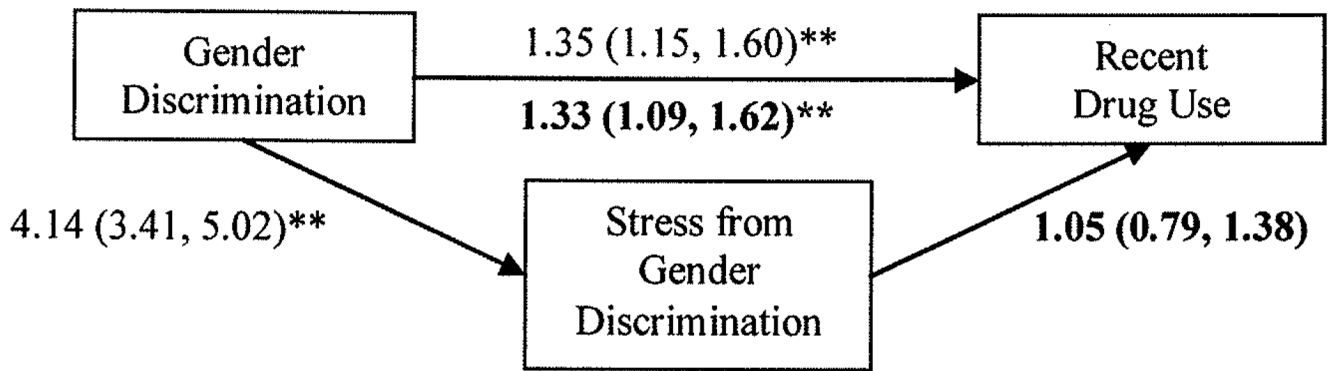 Gender
Discrimination
1.35 (1.15, 1.60)**
1.33 (1.09, 1.62)**
Recent
Drug Use
4.14 (3.41, 5.02)**
Stress from
Gender
Discrimination
1.05 (0.79, 1.38)